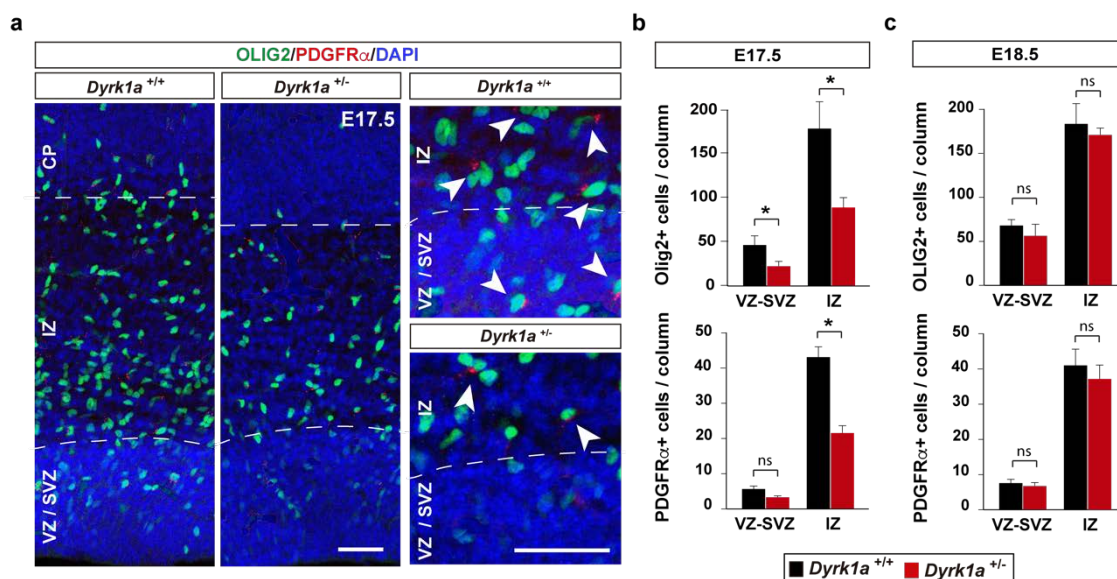 a
OLIG2/PDGFRα/DAPI
Dyrk1a +/+
Dyrk1a +/-
Dyrk1a +/+
E17.5
CP
IZ
VZ / SVZ
IZ
VZ / SVZ
Dyrk1a +/-
IZ
VZ / SVZ
b
E17.5
Olig2+ cells / column
200
150
100
50
0
*
*
VZ-SVZ IZ
PDGFRα+ cells / column
50
40
30
20
10
0
ns
*
VZ-SVZ IZ
c
E18.5
OLIG2+ cells / column
200
150
100
50
0
ns
ns
VZ-SVZ IZ
PDGFRα+ cells / column
50
40
30
20
10
0
ns
ns
VZ-SVZ IZ
Dyrk1a +/+ Dyrk1a +/-